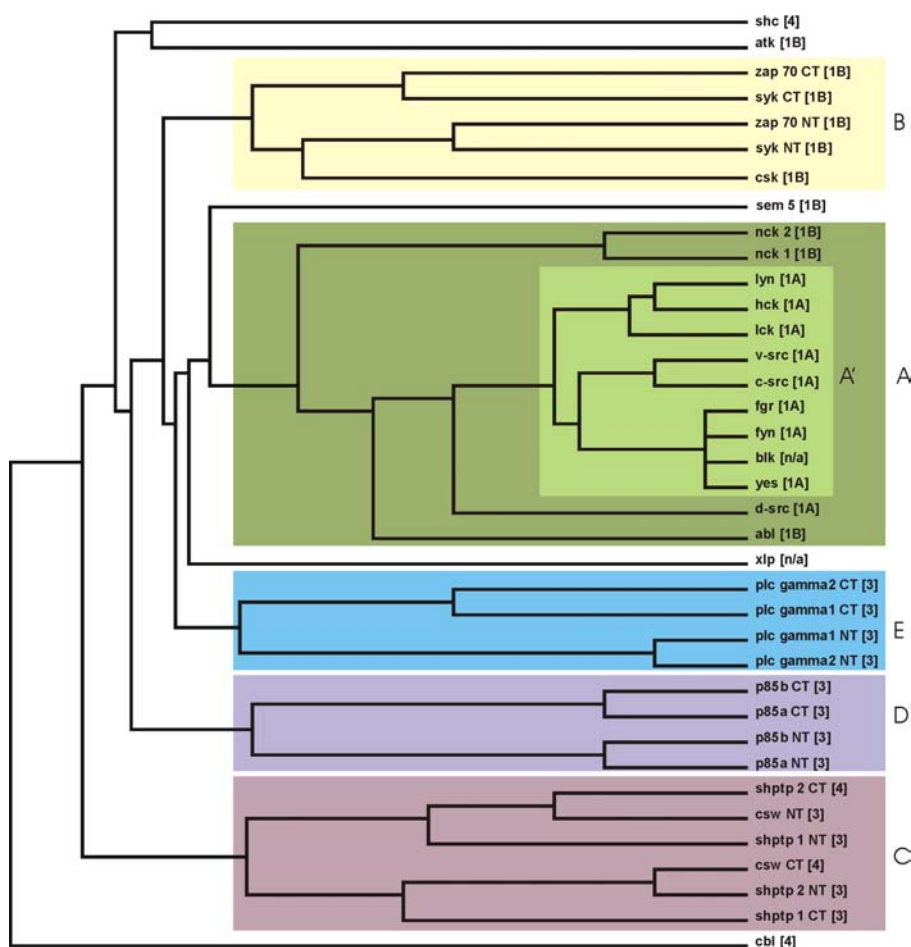 shc [4]
atk [1B]
zap 70 CT [1B]
syk CT [1B]
zap 70 NT [1B]
B
syk NT [1B]
csk [1B]
sem 5 [1B]
nck 2 [1B]
nck 1 [1B]
lyn [1A]
hck [1A]
lck [1A]
v-src [1A]
A'
A
c-src [1A]
fgr [1A]
fyn [1A]
blk [n/a]
yes [1A]
d-src [1A]
abl [1B]
xlp [n/a]
plc gamma2 CT [3]
plc gamma1 CT [3]
E
plc gamma1 NT [3]
plc gamma2 NT [3]
p85b CT [3]
p85a CT [3]
D
p85b NT [3]
p85a NT [3]
shptp 2 CT [4]
csw NT [3]
shptp 1 NT [3]
C
csw CT [4]
shptp 2 NT [3]
shptp 1 CT [3]
cbl [4]